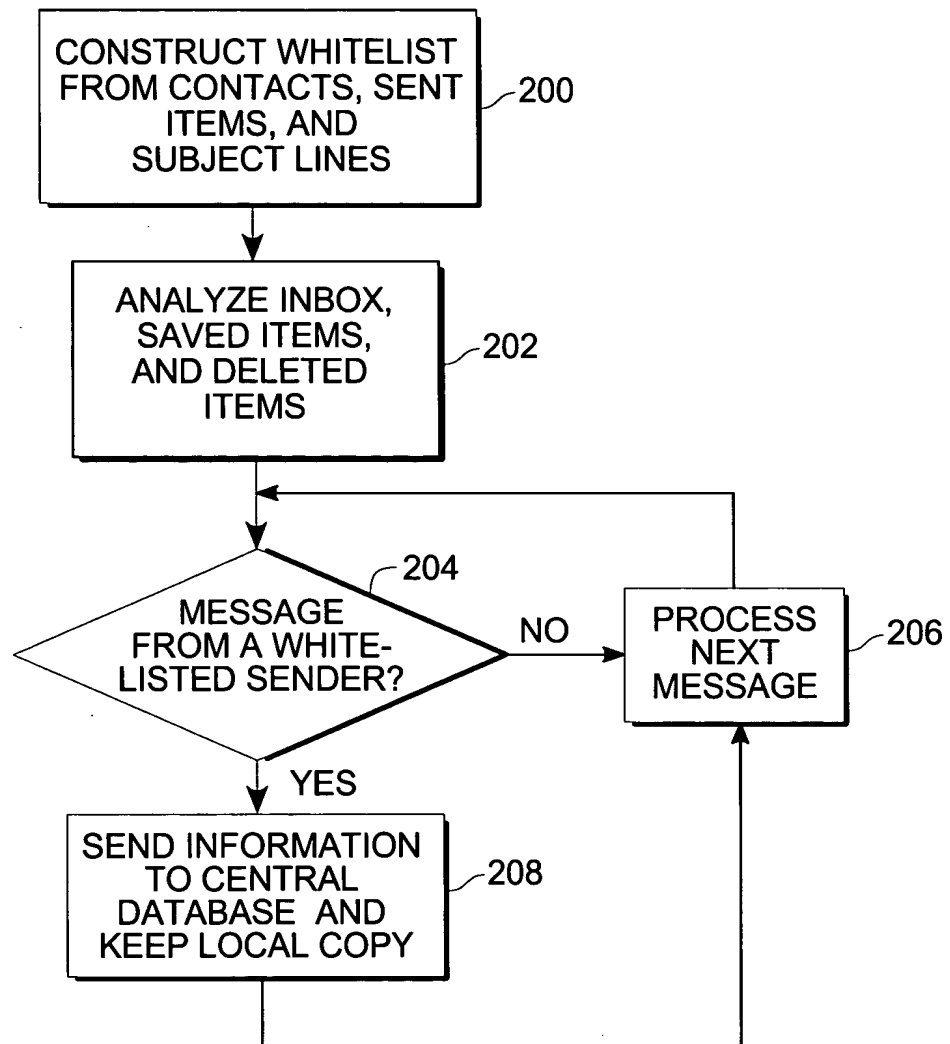 CONSTRUCT WHITELIST
FROM CONTACTS, SENT
ITEMS, AND
SUBJECT LINES
200
ANALYZE INBOX,
SAVED ITEMS,
AND DELETED
ITEMS
202
204
MESSAGE
FROM A WHITE-
LISTED SENDER?
NO
PROCESS
NEXT
MESSAGE
206
YES
SEND INFORMATION
TO CENTRAL
DATABASE AND
KEEP LOCAL COPY
208